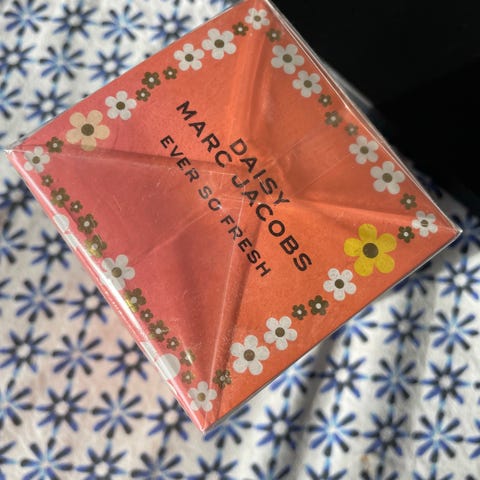 DAISY
MARC JACOBS
EVER SO FRESH